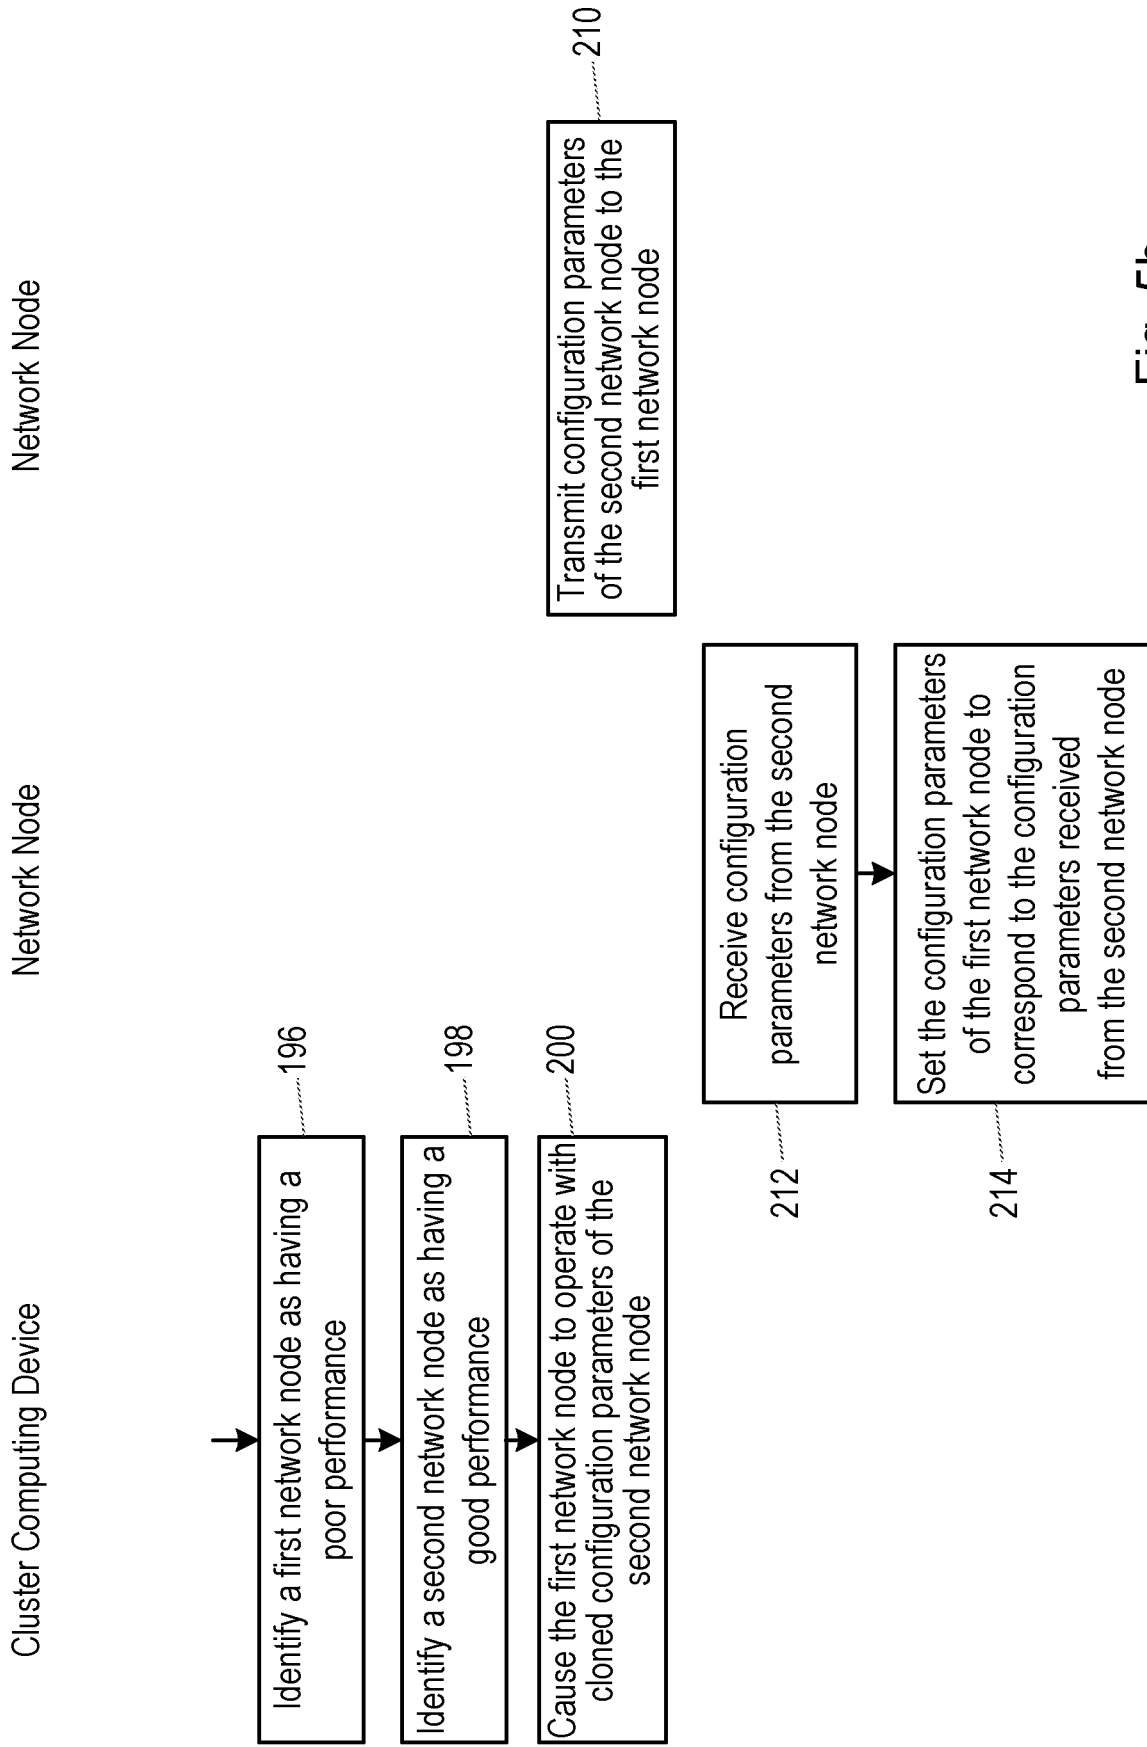 Cluster Computing Device
Network Node
Network Node
Identify a first network node as having a
poor performance
196
Identify a second network node as having a
good performance
198
Cause the first network node to operate with
cloned configuration parameters of the
second network node
200
Transmit configuration parameters
of the second network node to the
first network node
210
Receive configuration
parameters from the second
network node
212
Set the configuration parameters
of the first network node to
correspond to the configuration
parameters received
from the second network node
214